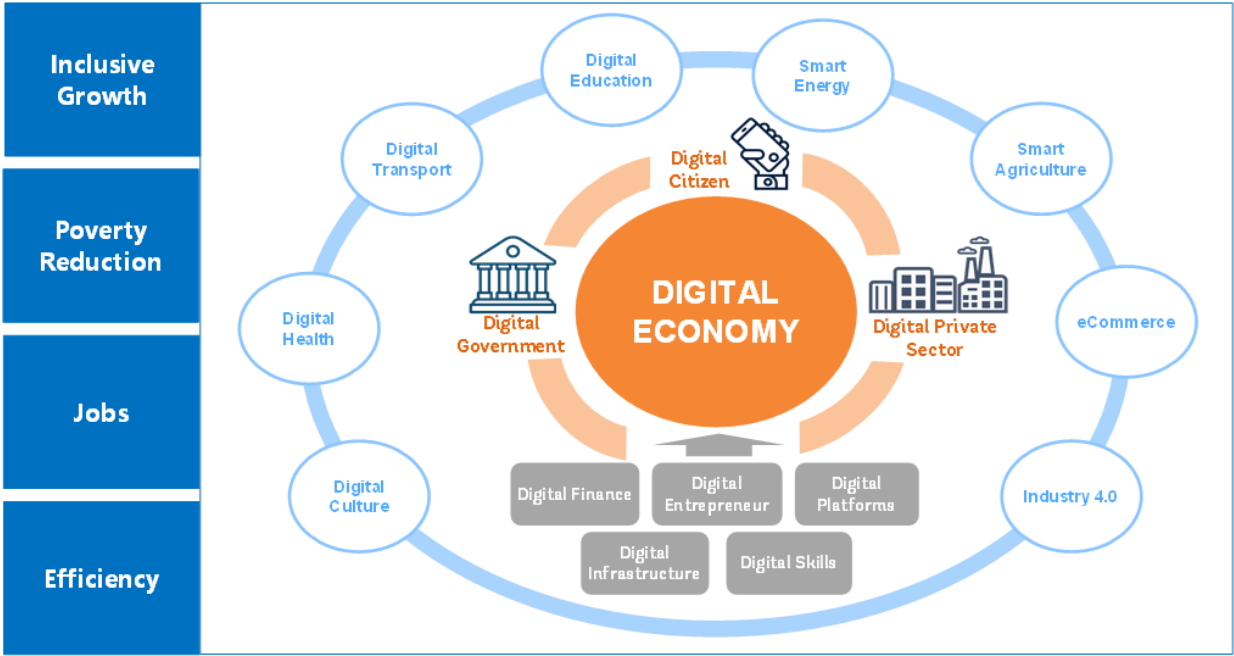 Inclusive
Growth
Poverty
Reduction
Jobs
Efficiency
Digital
Education
Smart
Energy
Digital
Transport
Smart
Agriculture
Digital
Health
eCommerce
Digital
Culture
Industry 4.0
Digital
Citizen
Digital
Government
Digital Private
Sector
DIGITAL
ECONOMY
Digital Finance
Digital
Entrepreneur
Digital
Platforms
Digital
Infrastructure
Digital Skills